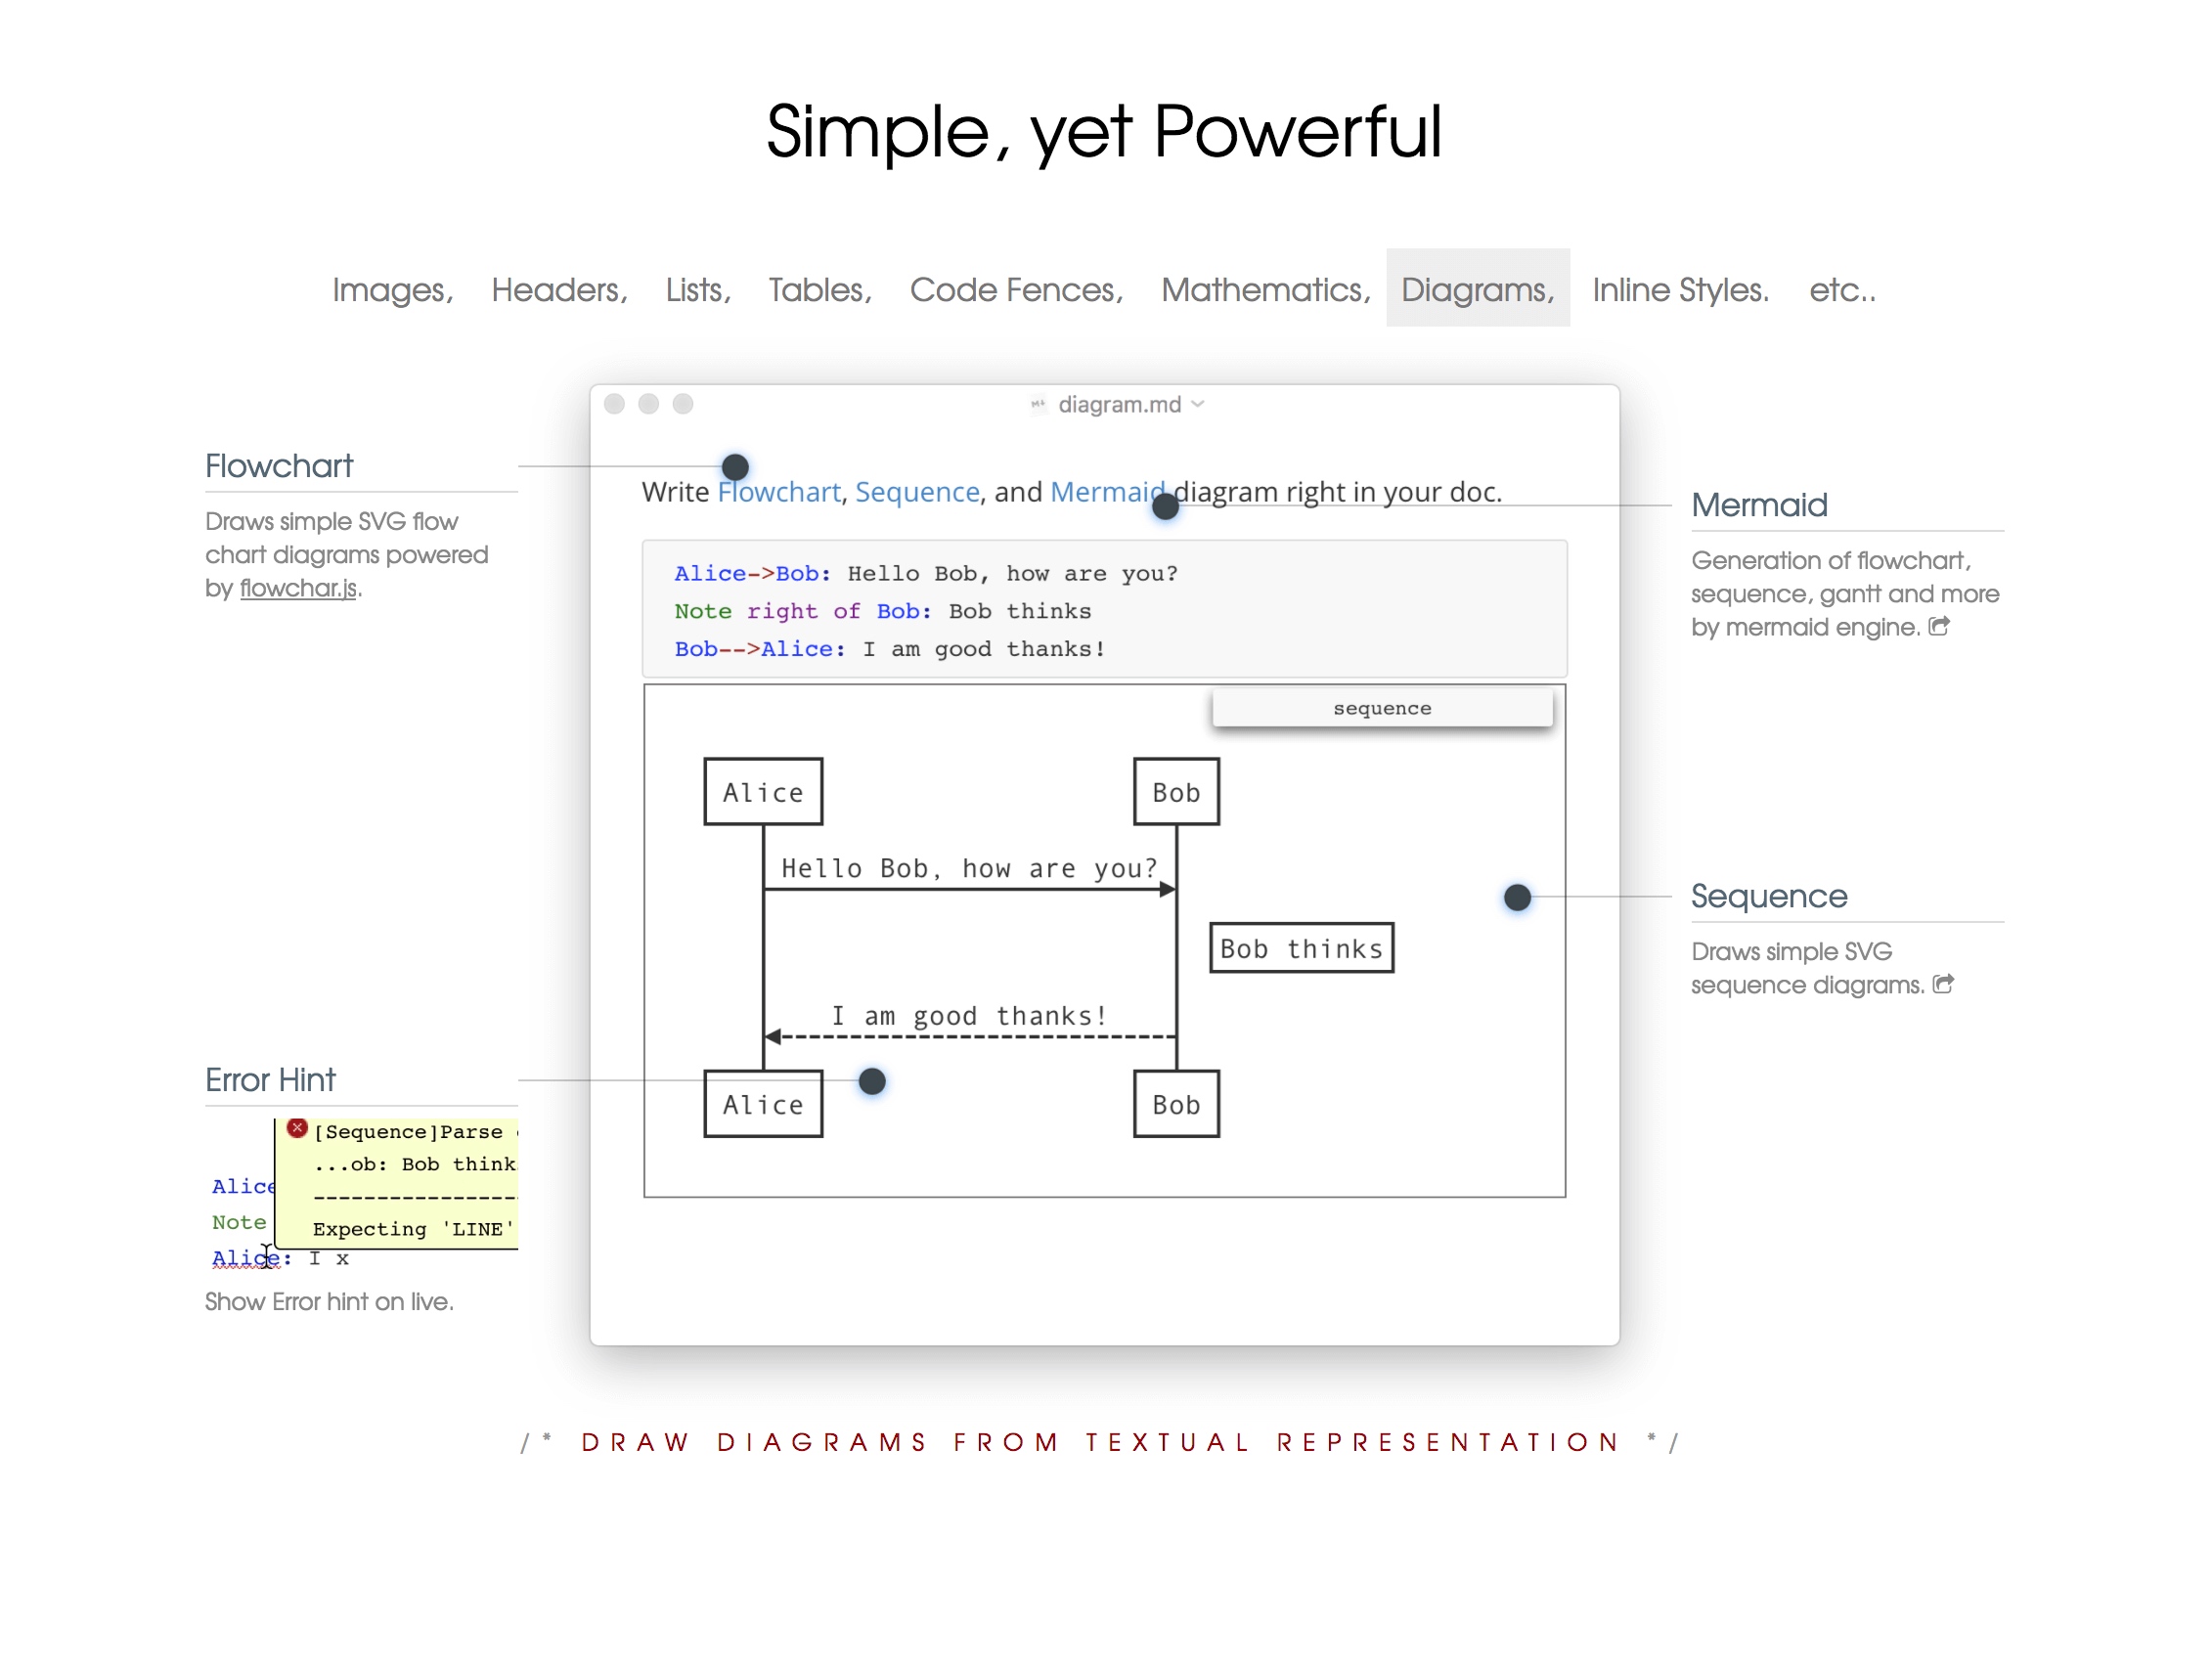 Simple, yet Powerful
Images, Headers, Lists, Tables, Code Fences, Mathematics, Diagrams, Inline Styles. etc..
diagram.md
Flowchart
Draws simple SVG flow
chart diagrams powered
by flowchar.js.
Write Flowchart, Sequence, and Mermaid diagram right in your doc.
Mermaid
Generation of flowchart,
sequence, gantt and more
by mermaid engine.
Alice->Bob: Hello Bob, how are you?
Note right of Bob: Bob thinks
Bob-->Alice: I am good thanks!
sequence
Alice Bob
Hello Bob, how are you?
Bob thinks
I am good thanks!
Alice Bob
Sequence
Draws simple SVG
sequence diagrams.
Error Hint
[Sequence]Parse
...ob: Bob think
------------------
Expecting 'LINE'
Alice
Note
Alice: I x
Show Error hint on live.
/* DRAW DIAGRAMS FROM TEXTUAL REPRESENTATION */